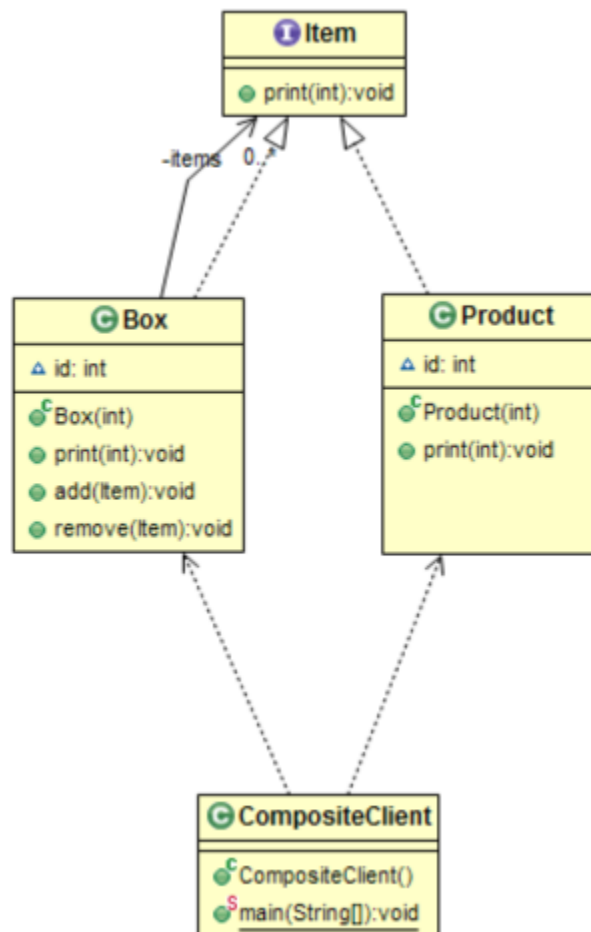 I Item
print(int):void
-items 0..*
C Box
id: int
C Box(int)
print(int):void
add(Item):void
remove(Item):void
C Product
id: int
C Product(int)
print(int):void
C CompositeClient
C CompositeClient()
S main(String[]):void